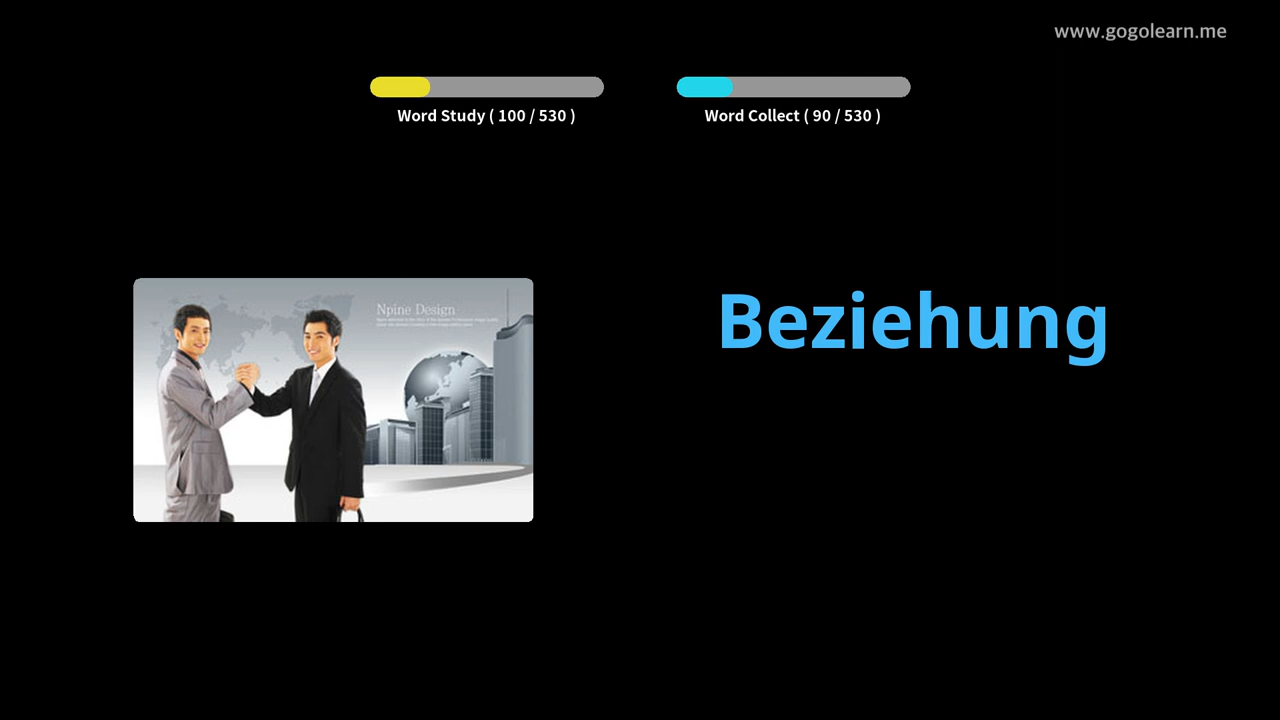 www.gogolearn.me
Word Study ( 100 / 530 )
Word Collect ( 90 / 530 )
Npine Design
Beziehung